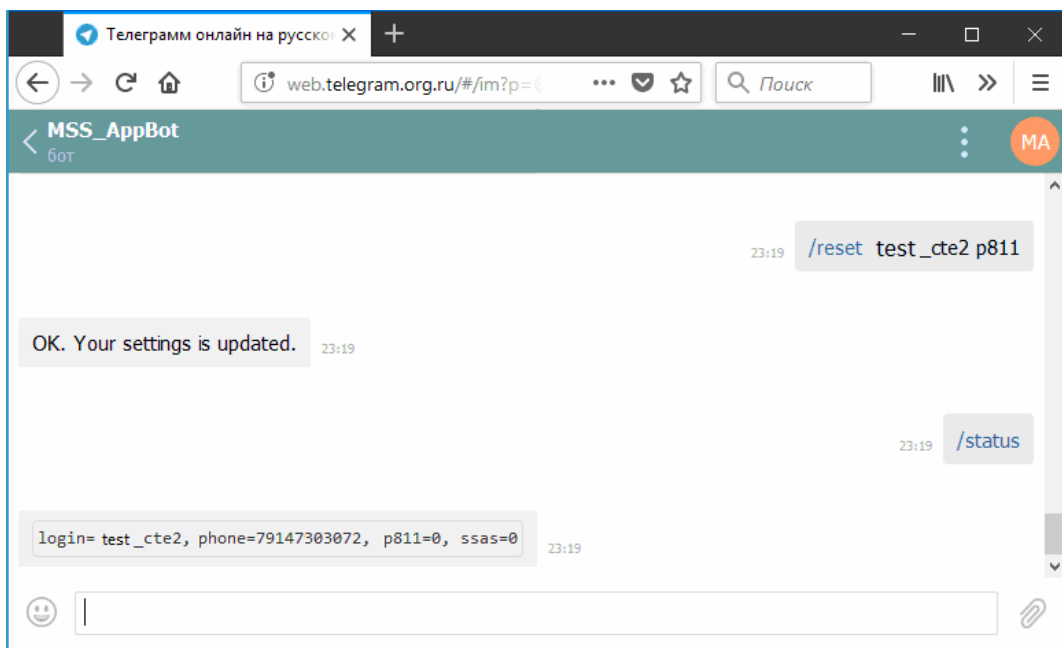 Телеграмм онлайн на русско
web.telegram.org.ru/#/im?p=
Поиск
MSS_AppBot
бот
MA
23:19 /reset test_cte2 p811
OK. Your settings is updated. 23:19
23:19 /status
login= test_cte2, phone=79147303072, p811=0, ssas=0 23:19